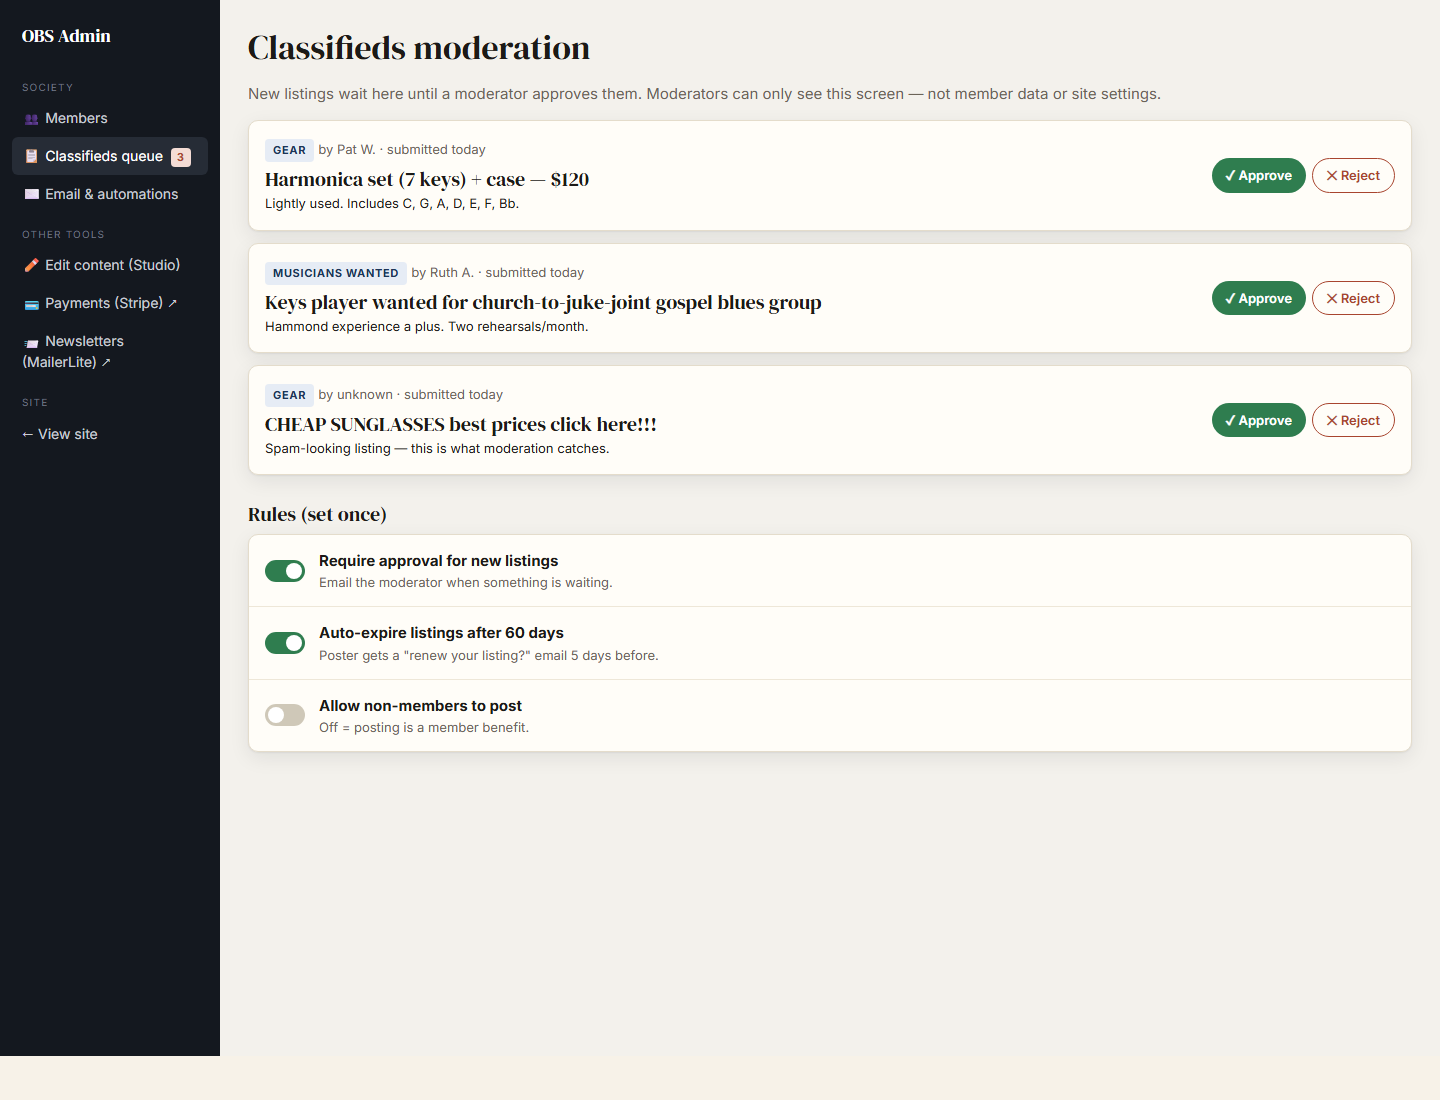 OBS Admin
SOCIETY
Members
Classifieds queue 3
Email & automations
OTHER TOOLS
Edit content (Studio)
Payments (Stripe) ↗
Newsletters
(MailerLite) ↗
SITE
← View site
Classifieds moderation
New listings wait here until a moderator approves them. Moderators can only see this screen — not member data or site settings.
GEAR by Pat W. · submitted today
Harmonica set (7 keys) + case — $120
Lightly used. Includes C, G, A, D, E, F, Bb.
✓ Approve ✕ Reject
MUSICIANS WANTED by Ruth A. · submitted today
Keys player wanted for church-to-juke-joint gospel blues group
Hammond experience a plus. Two rehearsals/month.
✓ Approve ✕ Reject
GEAR by unknown · submitted today
CHEAP SUNGLASSES best prices click here!!!
Spam-looking listing — this is what moderation catches.
✓ Approve ✕ Reject
Rules (set once)
Require approval for new listings
Email the moderator when something is waiting.
Auto-expire listings after 60 days
Poster gets a "renew your listing?" email 5 days before.
Allow non-members to post
Off = posting is a member benefit.